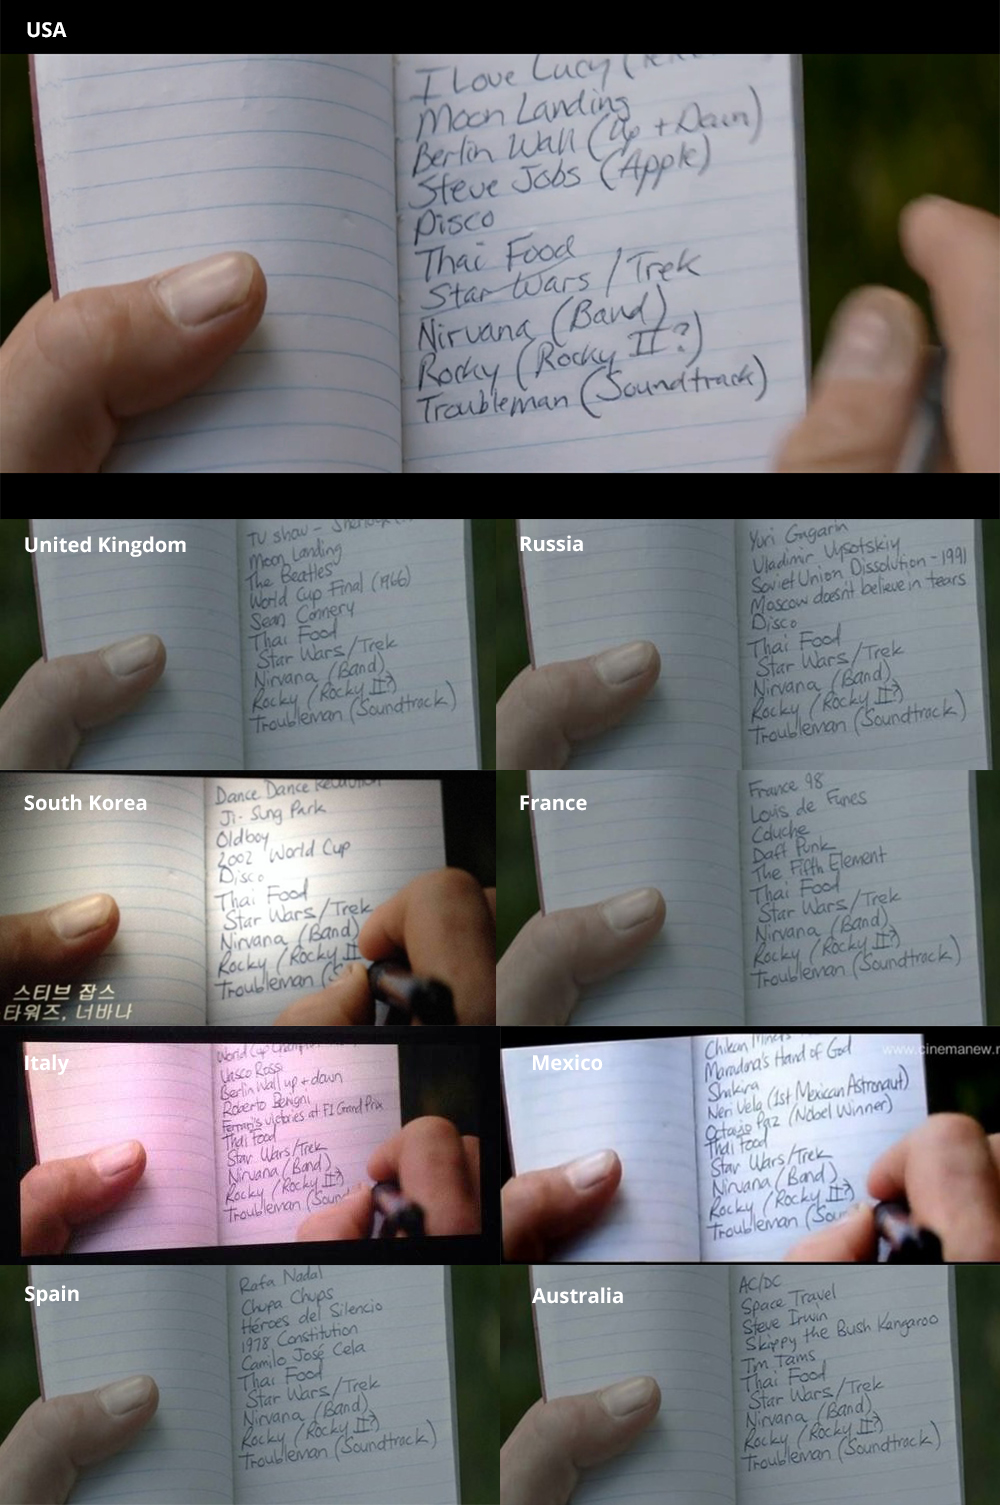 USA
I Love Lucy
Moon Landing
Berlin Wall (Up + Down)
Steve Jobs (Apple)
Disco
Thai Food
Star Wars / Trek
Nirvana (Band)
Rocky (Rocky II?)
Troubleman (Soundtrack)
United Kingdom
TV show -
Moon Landing
The Beatles
World Cup Final (1966)
Sean Connery
Thai Food
Star Wars/Trek
Nirvana (Band)
Rocky (Rocky II?)
Troubleman (Soundtrack)
Russia
Yuri Gagarin
Vladimir Vysotskiy
Soviet Union Dissolution - 1991
Moscow doesn't believe in tears
Disco
Thai Food
Star Wars/Trek
Nirvana (Band)
Rocky (Rocky II?)
Troubleman (Soundtrack)
South Korea
Dance Dance Revolution
Ji-Sung Park
Oldboy
2002 World Cup
Disco
Thai Food
Star Wars/Trek
Nirvana (Band)
Rocky (Rocky II
Troubleman (S
스티브 잡스
타워즈, 너바나
France
France 98
Louis de Funes
Coluche
Daft Punk
The Fifth Element
Thai Food
Star Wars/Trek
Nirvana (Band)
Rocky (Rocky II?)
Troubleman (Soundtrack)
Italy
World Cup
Vasco Rossi
Berlin Wall up + down
Roberto Benigni
Ferrari's victories at F1 Grand Prix
Thai Food
Star Wars/Trek
Nirvana (Band)
Rocky (Rocky II?)
Troubleman (Soun
Mexico
www.cinemanew.r
Chilean Miners
Maradona's Hand of God
Shakira
Neri Vela (1st Mexican Astronaut)
Octavio Paz (Nobel Winner)
Thai Food
Star Wars/Trek
Nirvana (Band)
Rocky (Rocky II?)
Troubleman (Sou
Spain
Rafa Nadal
Chupa Chups
Héroes del Silencio
1978 Constitution
Camilo José Cela
Thai Food
Star Wars/Trek
Nirvana (Band)
Rocky (Rocky II?)
Troubleman (Soundtrack)
Australia
AC/DC
Space Travel
Steve Irwin
Skippy the Bush Kangaroo
Tim Tams
Thai Food
Star Wars/Trek
Nirvana (Band)
Rocky (Rocky II?)
Troubleman (Soundtrack)